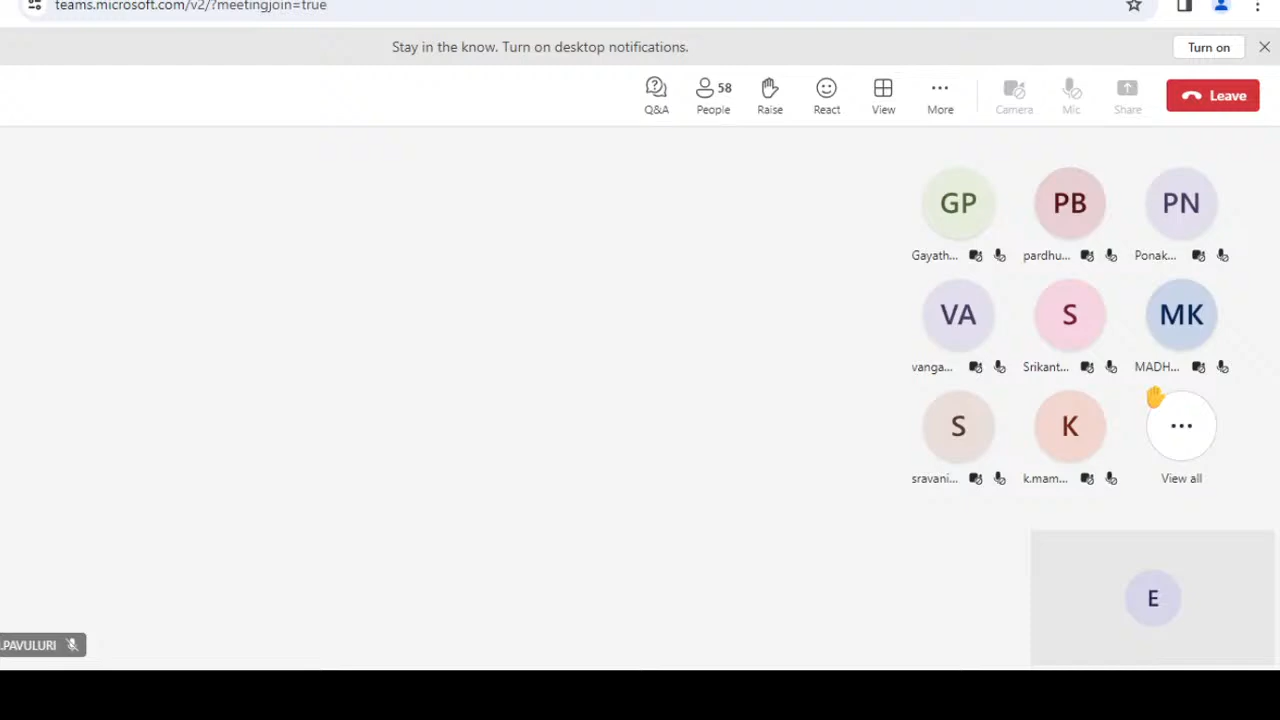 teams.microsoft.com/v2/?meetingjoin=true
Stay in the know. Turn on desktop notifications.
Turn on
58
Q&A People Raise React View More Camera Mic Share Leave
GP PB PN
Gayath... pardhu... Ponak...
VA S MK
vanga... Srikant... MADH...
S K ...
sravani... k.mam... View all
E
.PAVULURI